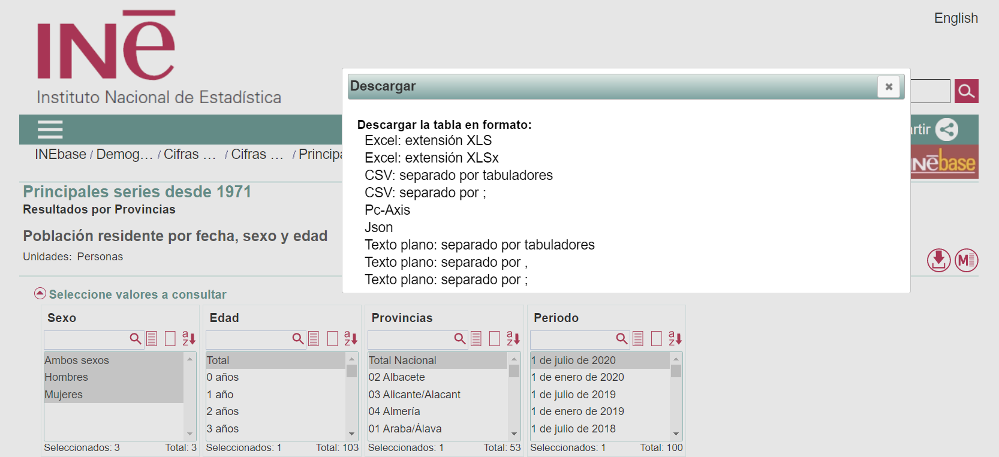 INe
English
Instituto Nacional de Estadística
Descargar
Descargar la tabla en formato:
Excel: extensión XLS
Excel: extensión XLSx
CSV: separado por tabuladores
CSV: separado por ;
Pc-Axis
Json
Texto plano: separado por tabuladores
Texto plano: separado por ,
Texto plano: separado por ;
rtir
INEbase / Demog... / Cifras ... / Cifras ... / Principa
INebase
Principales series desde 1971
Resultados por Provincias
Población residente por fecha, sexo y edad
Unidades: Personas
M
Seleccione valores a consultar
Sexo
a z
Ambos sexos
Hombres
Mujeres
Seleccionados: 3 Total: 3
Edad
a z
Total
0 años
1 año
2 años
3 años
Seleccionados: 1 Total: 103
Provincias
a z
Total Nacional
02 Albacete
03 Alicante/Alacant
04 Almería
01 Araba/Álava
Seleccionados: 1 Total: 53
Periodo
a z
1 de julio de 2020
1 de enero de 2020
1 de julio de 2019
1 de enero de 2019
1 de julio de 2018
Seleccionados: 1 Total: 100